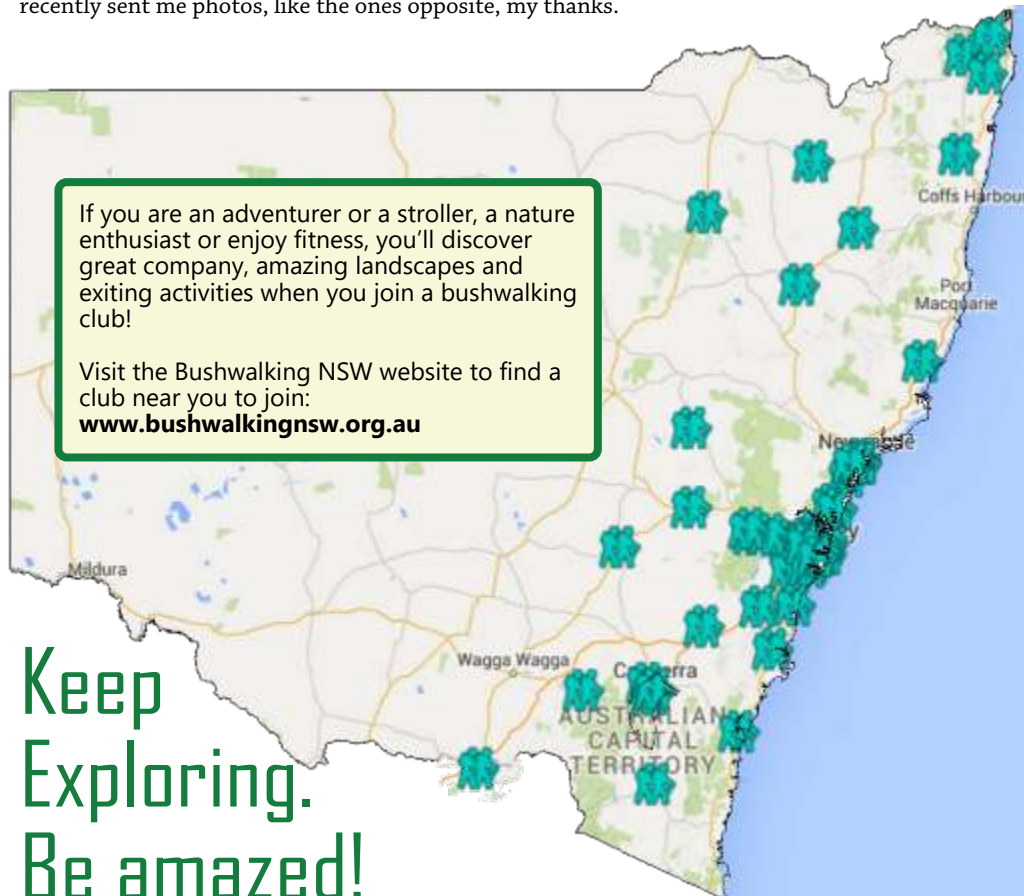 recently sent me photos, like the ones opposite, my thanks.
If you are an adventurer or a stroller, a nature
enthusiast or enjoy fitness, you'll discover
great company, amazing landscapes and
exiting activities when you join a bushwalking
club!
Visit the Bushwalking NSW website to find a
club near you to join:
www.bushwalkingnsw.org.au
Coffs Harbour
Port
Macquarie
Newcastle
Mildura
Wagga Wagga
Canberra
AUSTRALIAN
CAPITAL
TERRITORY
Keep
Exploring.
Be amazed!